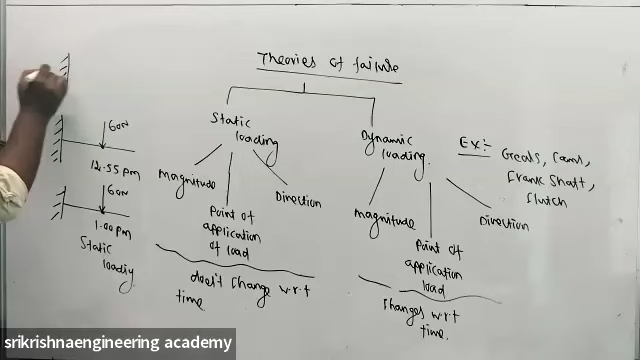 Theories of failure
Static
loading
Magnitude
Point of
application
of load
Direction
doesn't change w.r.t
time
Dynamic
loading
Magnitude
Point of
application
load
Direction
changes w.r.t
time.
Ex:- Gears, Cams,
Crank Shaft,
Clutch
60N
12.55 pm
60N
1.00 pm
Static
loading
srikrishnaengineering academy